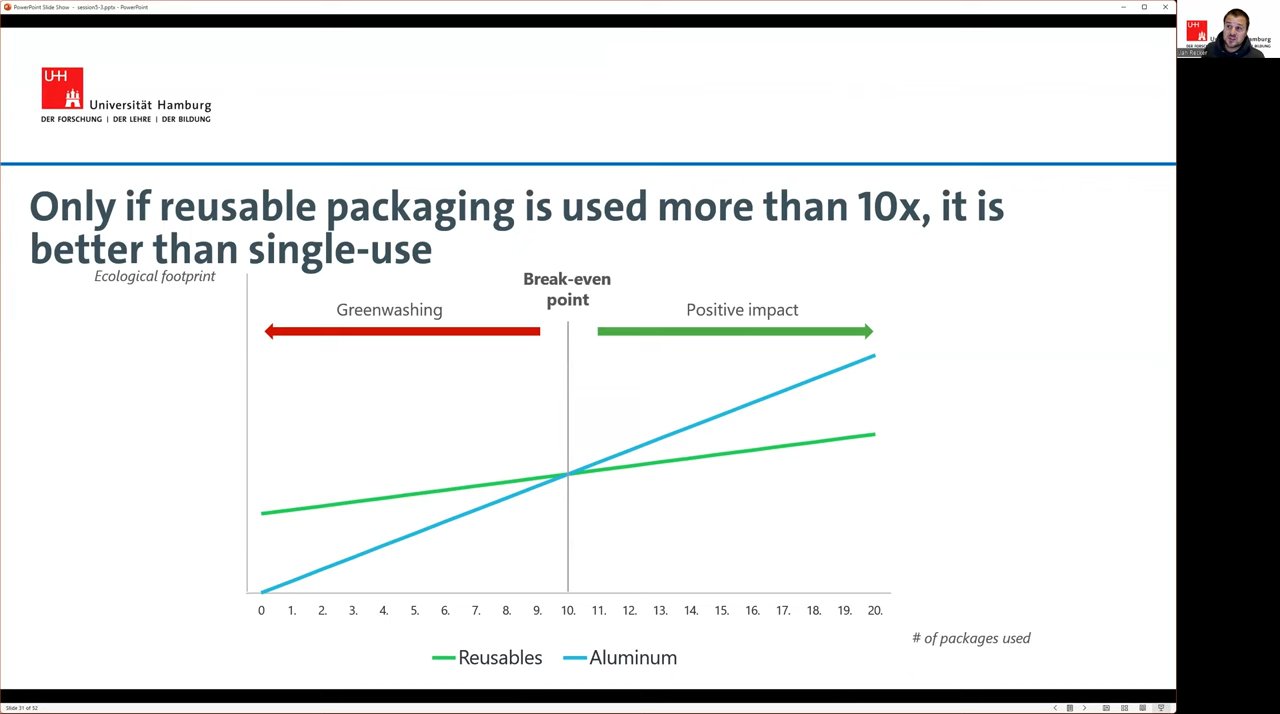 PowerPoint Slide Show - session5-3.pptx - PowerPoint
UHH
Universität Hamburg
DER FORSCHUNG | DER LEHRE | DER BILDUNG
Only if reusable packaging is used more than 10x, it is
better than single-use
Ecological footprint
Break-even
point
Greenwashing
Positive impact
0 1. 2. 3. 4. 5. 6. 7. 8. 9. 10. 11. 12. 13. 14. 15. 16. 17. 18. 19. 20.
# of packages used
Reusables Aluminum
Slide 31 of 52